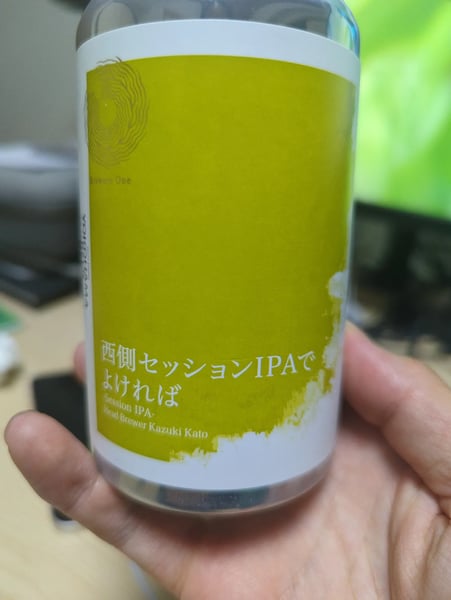 One
西側セッションIPAで
よければ
-Session IPA-
Head Brewer Kazuki Kato